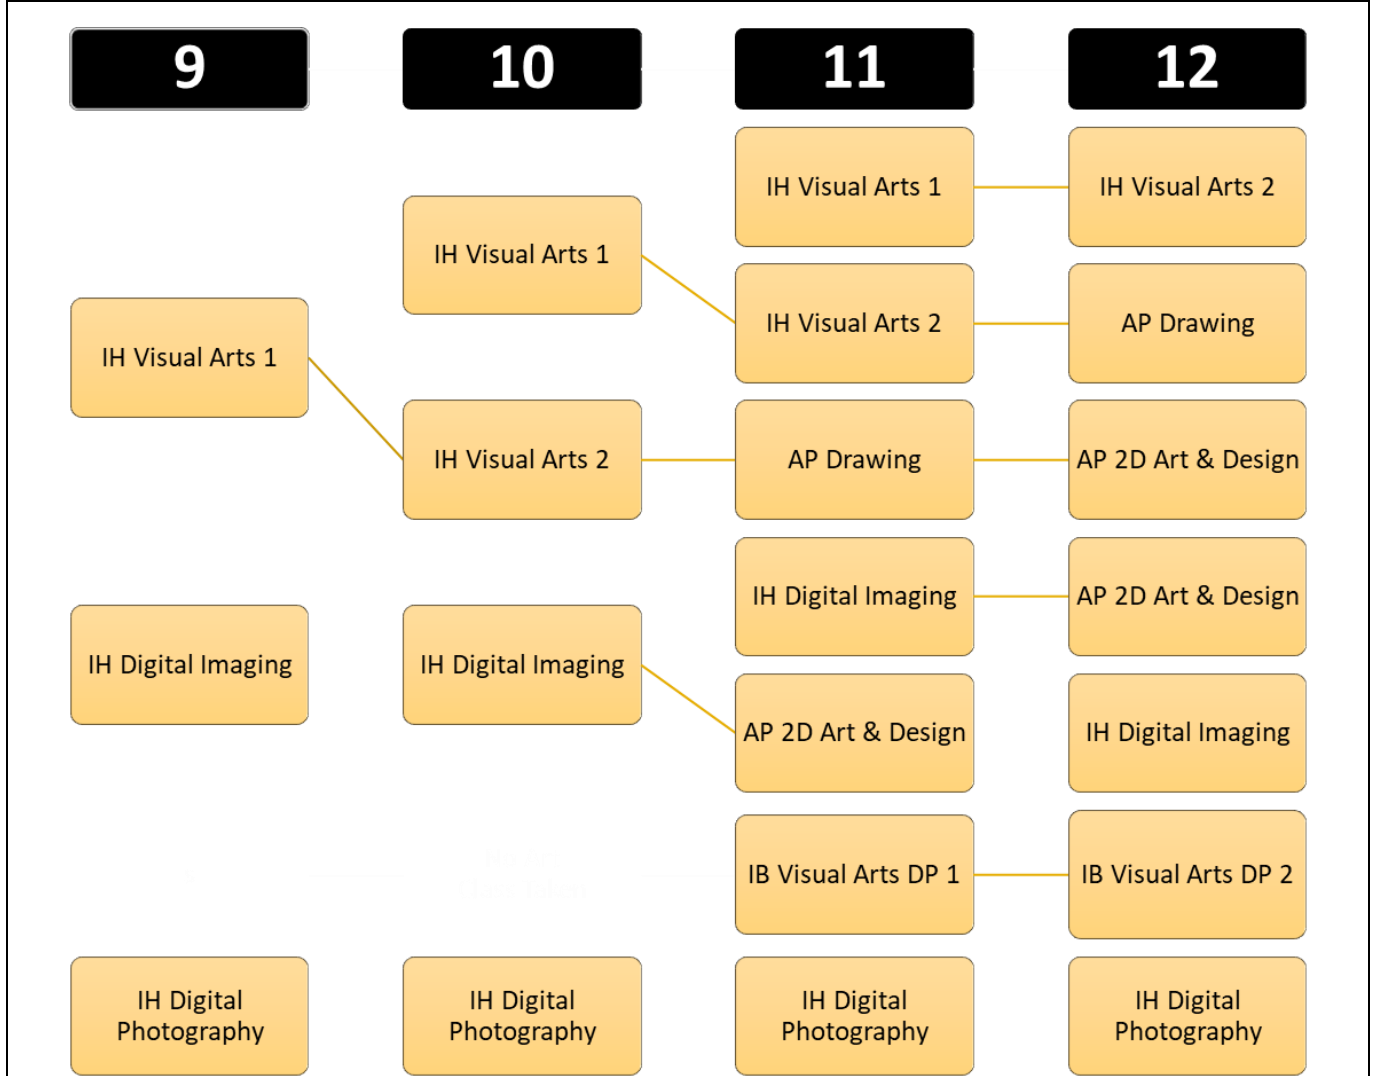 9
10
11
12
IH Visual Arts 1
IH Visual Arts 2
IH Visual Arts 1
IH Visual Arts 1
IH Visual Arts 2
AP Drawing
IH Visual Arts 2
AP Drawing
AP 2D Art & Design
IH Digital Imaging
AP 2D Art & Design
IH Digital Imaging
IH Digital Imaging
AP 2D Art & Design
IH Digital Imaging
IB Visual Arts DP 1
IB Visual Arts DP 2
IH Digital
Photography
IH Digital
Photography
IH Digital
Photography
IH Digital
Photography